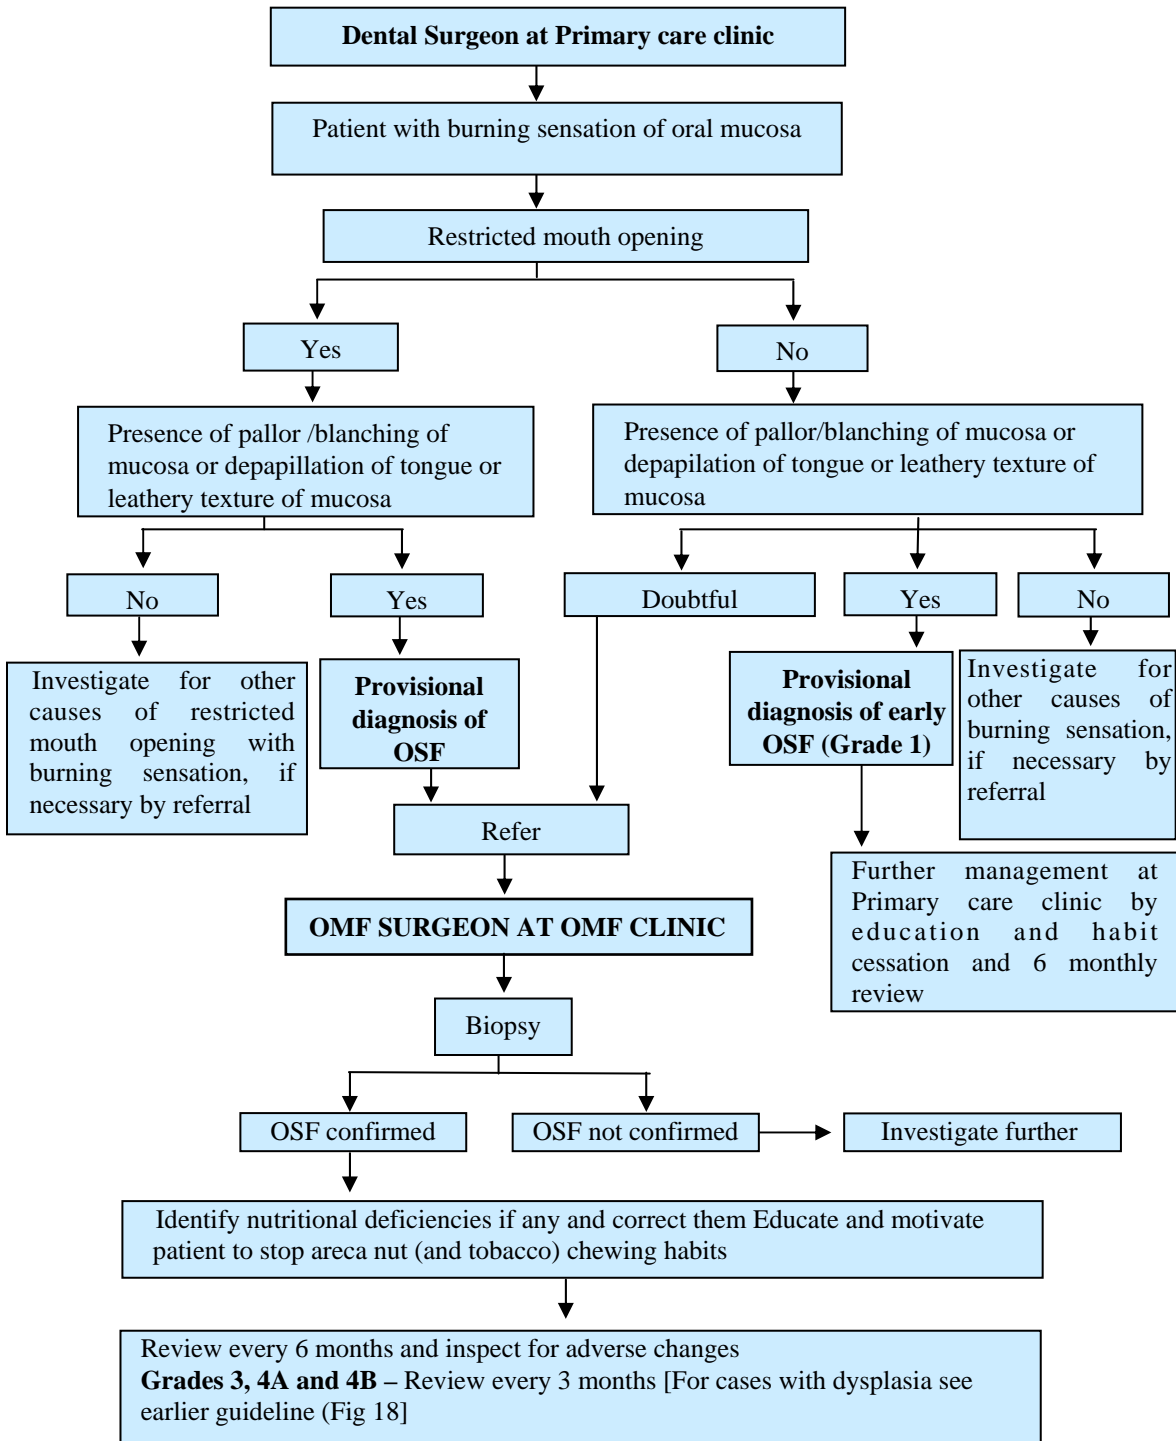 Dental Surgeon at Primary care clinic
Patient with burning sensation of oral mucosa
Restricted mouth opening
Yes
No
Presence of pallor /blanching of
mucosa or depapillation of tongue or
leathery texture of mucosa
Presence of pallor/blanching of mucosa or
depapilation of tongue or leathery texture of
mucosa
No
Yes
Doubtful
Yes
No
Investigate for other
causes of restricted
mouth opening with
burning sensation, if
necessary by referral
Provisional
diagnosis of
OSF
Provisional
diagnosis of early
OSF (Grade 1)
Investigate for
other causes of
burning sensation,
if necessary by
referral
Refer
Further management at
Primary care clinic by
education and habit
cessation and 6 monthly
review
OMF SURGEON AT OMF CLINIC
Biopsy
OSF confirmed
OSF not confirmed
Investigate further
Identify nutritional deficiencies if any and correct them Educate and motivate
patient to stop areca nut (and tobacco) chewing habits
Review every 6 months and inspect for adverse changes
Grades 3, 4A and 4B – Review every 3 months [For cases with dysplasia see
earlier guideline (Fig 18]